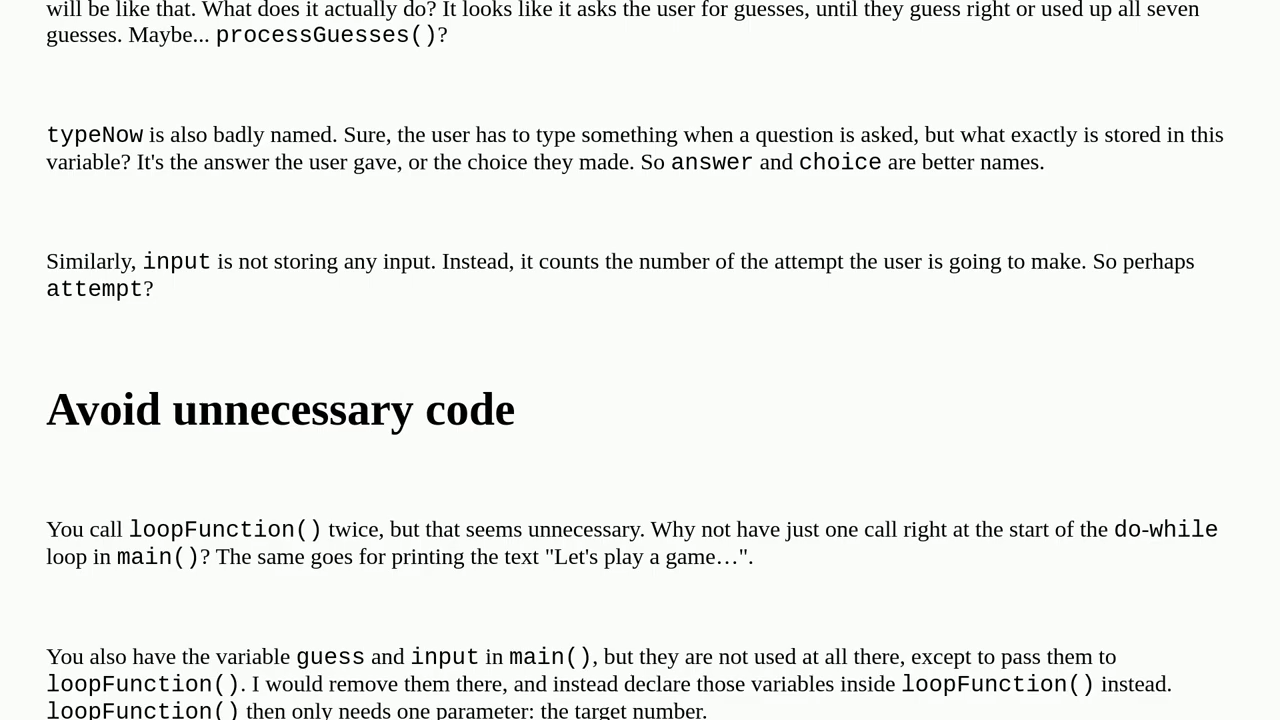 will be like that. What does it actually do? It looks like it asks the user for guesses, until they guess right or used up all seven
guesses. Maybe... processGuesses()?
typeNow is also badly named. Sure, the user has to type something when a question is asked, but what exactly is stored in this
variable? It's the answer the user gave, or the choice they made. So answer and choice are better names.
Similarly, input is not storing any input. Instead, it counts the number of the attempt the user is going to make. So perhaps
attempt?
Avoid unnecessary code
You call loopFunction() twice, but that seems unnecessary. Why not have just one call right at the start of the do-while
loop in main()? The same goes for printing the text "Let's play a game…".
You also have the variable guess and input in main(), but they are not used at all there, except to pass them to
loopFunction(). I would remove them there, and instead declare those variables inside loopFunction() instead.
loopFunction() then only needs one parameter: the target number.